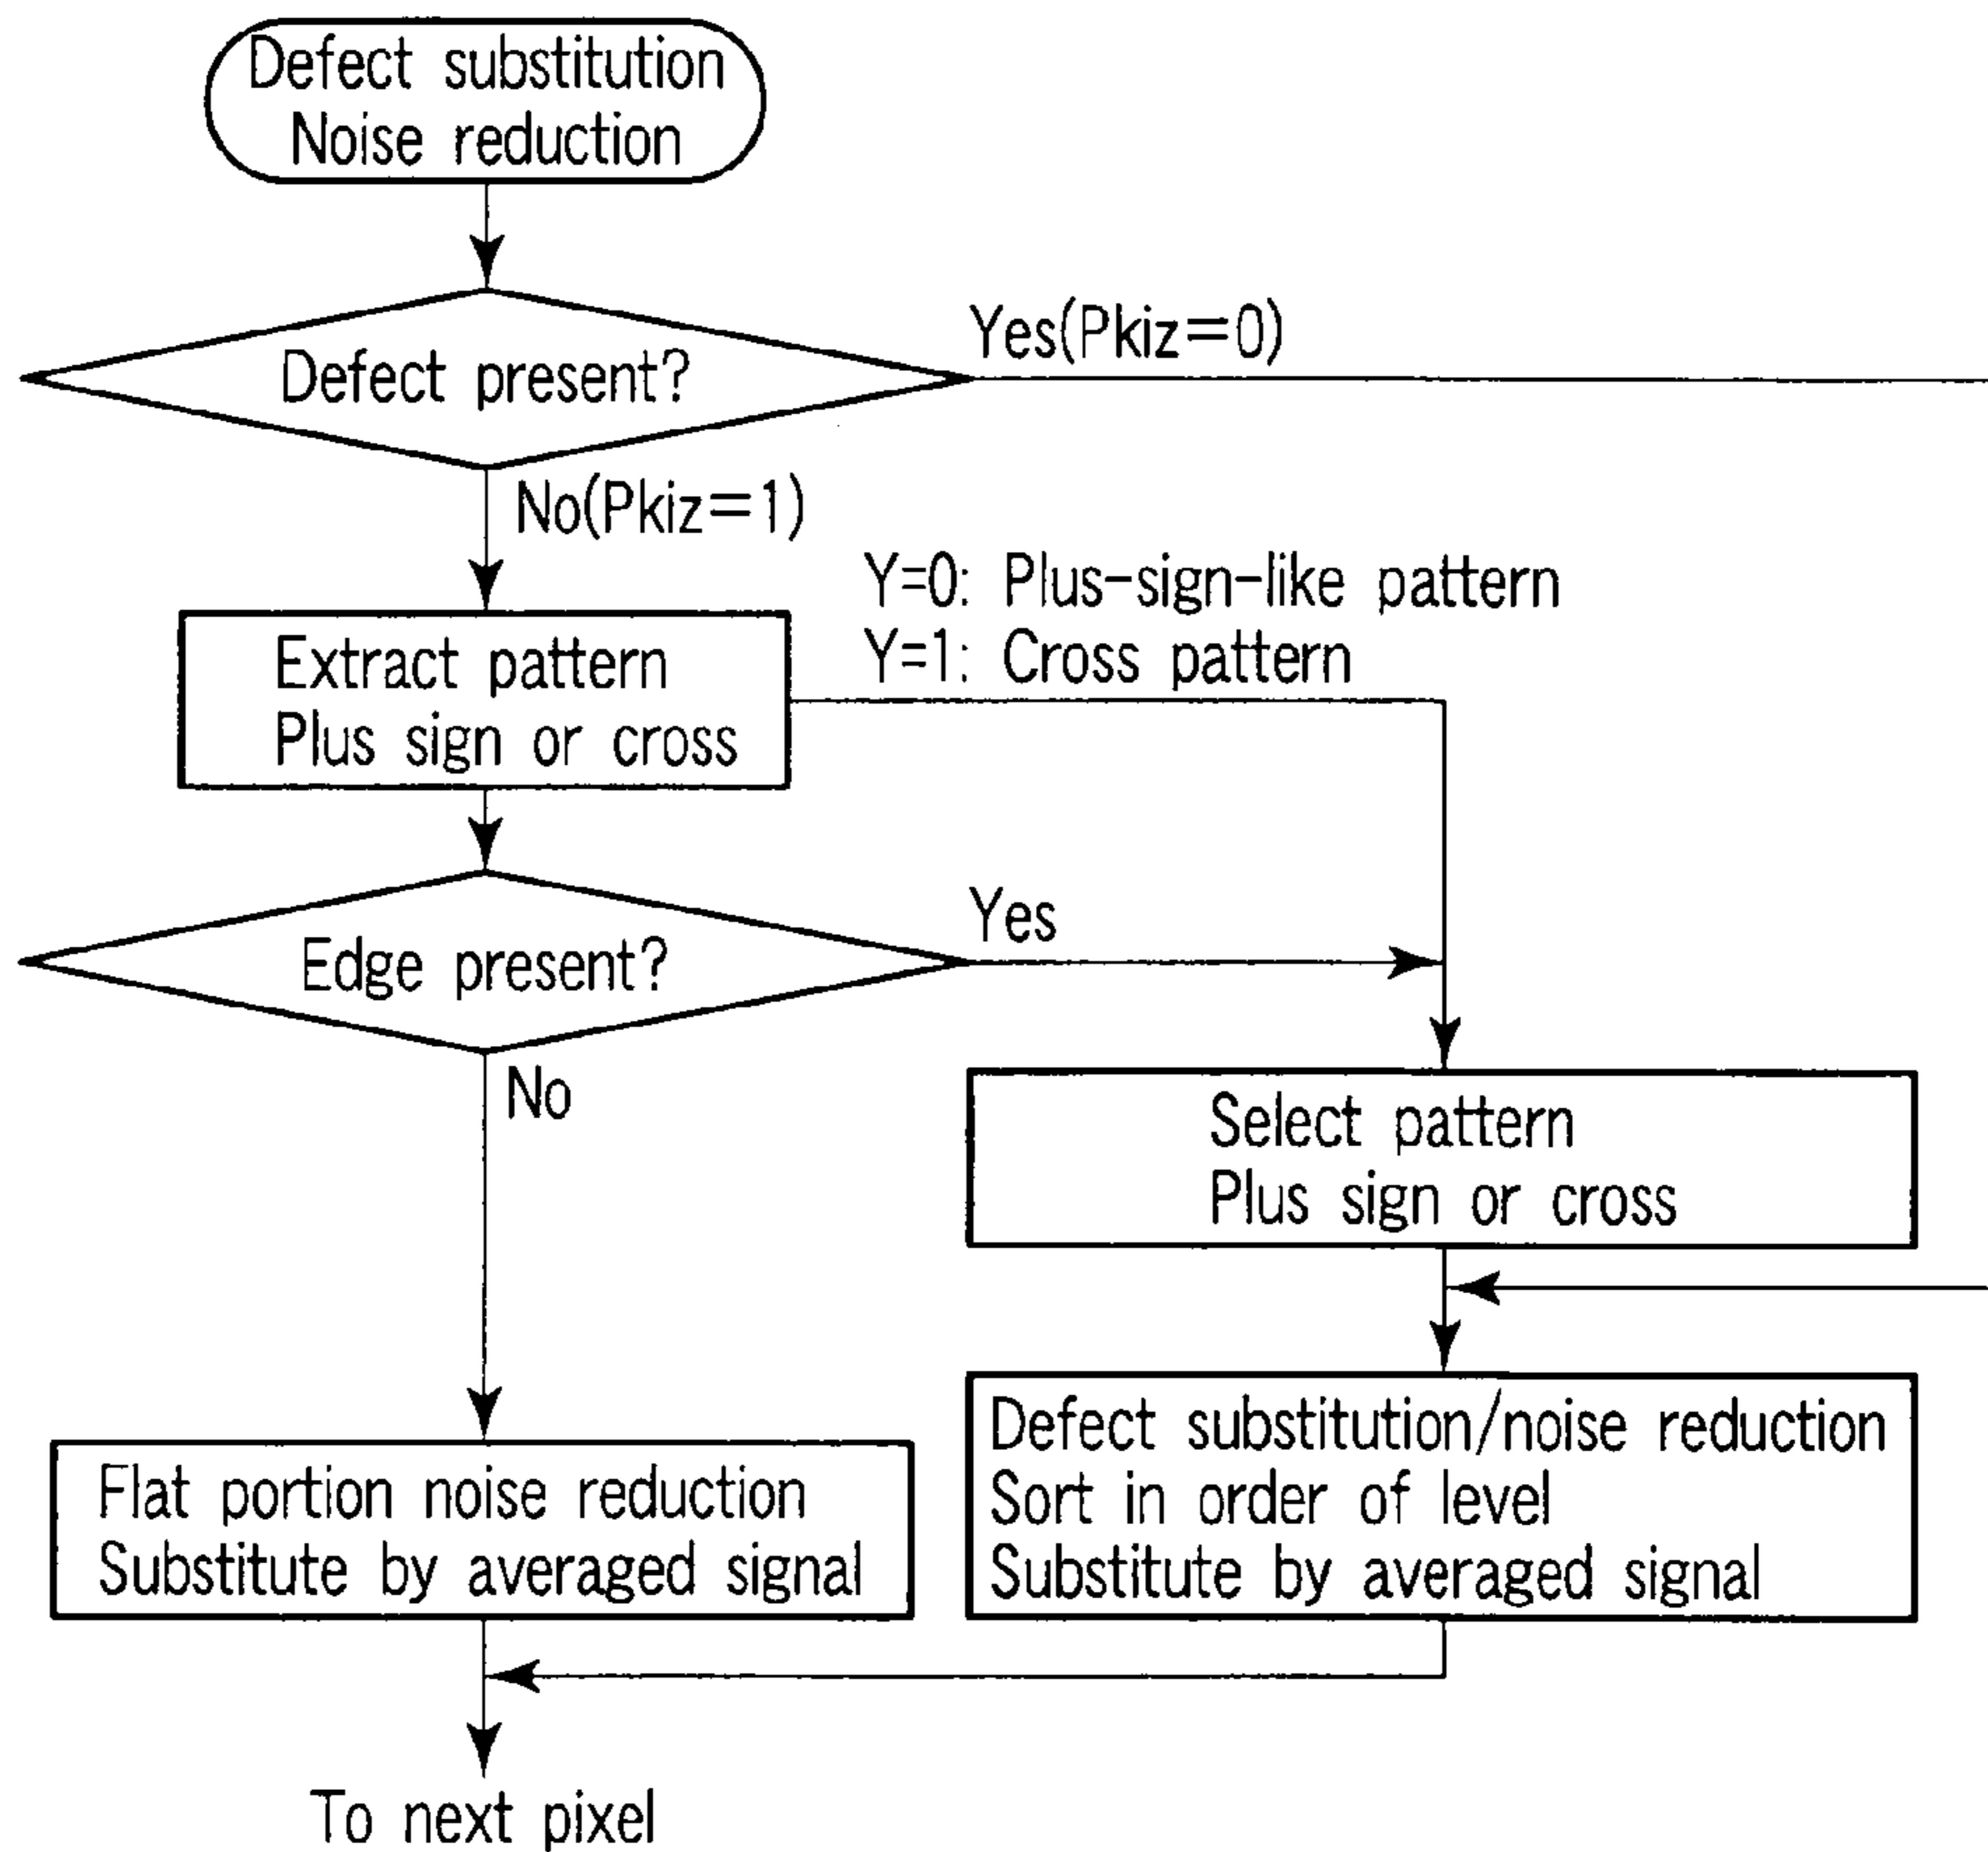 Defect substitution
Noise reduction
Defect present?
Yes(Pkiz=0)
No(Pkiz=1)
Y=0: Plus-sign-like pattern
Y=1: Cross pattern
Extract pattern
Plus sign or cross
Edge present?
Yes
No
Select pattern
Plus sign or cross
Flat portion noise reduction
Substitute by averaged signal
Defect substitution/noise reduction
Sort in order of level
Substitute by averaged signal
To next pixel